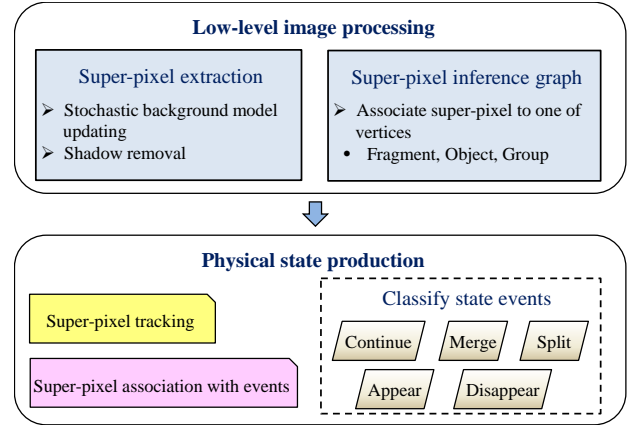 Low-level image processing
Super-pixel extraction
➢ Stochastic background model
updating
➢ Shadow removal
Super-pixel inference graph
➢ Associate super-pixel to one of
vertices
• Fragment, Object, Group
Physical state production
Super-pixel tracking
Super-pixel association with events
Classify state events
Continue Merge Split
Appear Disappear